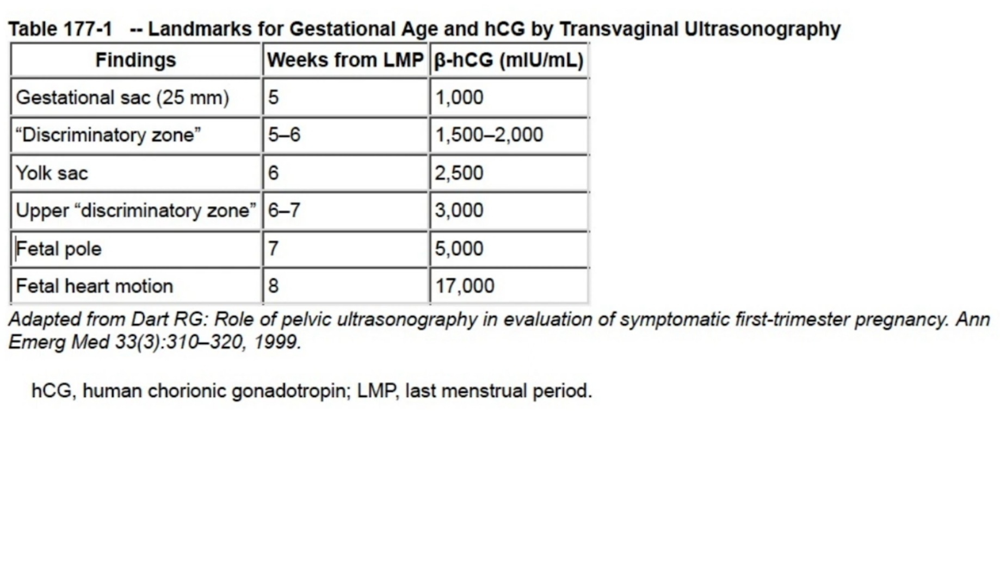 Table 177-1 -- Landmarks for Gestational Age and hCG by Transvaginal Ultrasonography
Findings Weeks from LMP β-hCG (mIU/mL)
Gestational sac (25 mm) 5 1,000
“Discriminatory zone” 5–6 1,500–2,000
Yolk sac 6 2,500
Upper “discriminatory zone” 6–7 3,000
Fetal pole 7 5,000
Fetal heart motion 8 17,000
Adapted from Dart RG: Role of pelvic ultrasonography in evaluation of symptomatic first-trimester pregnancy. Ann
Emerg Med 33(3):310–320, 1999.
hCG, human chorionic gonadotropin; LMP, last menstrual period.